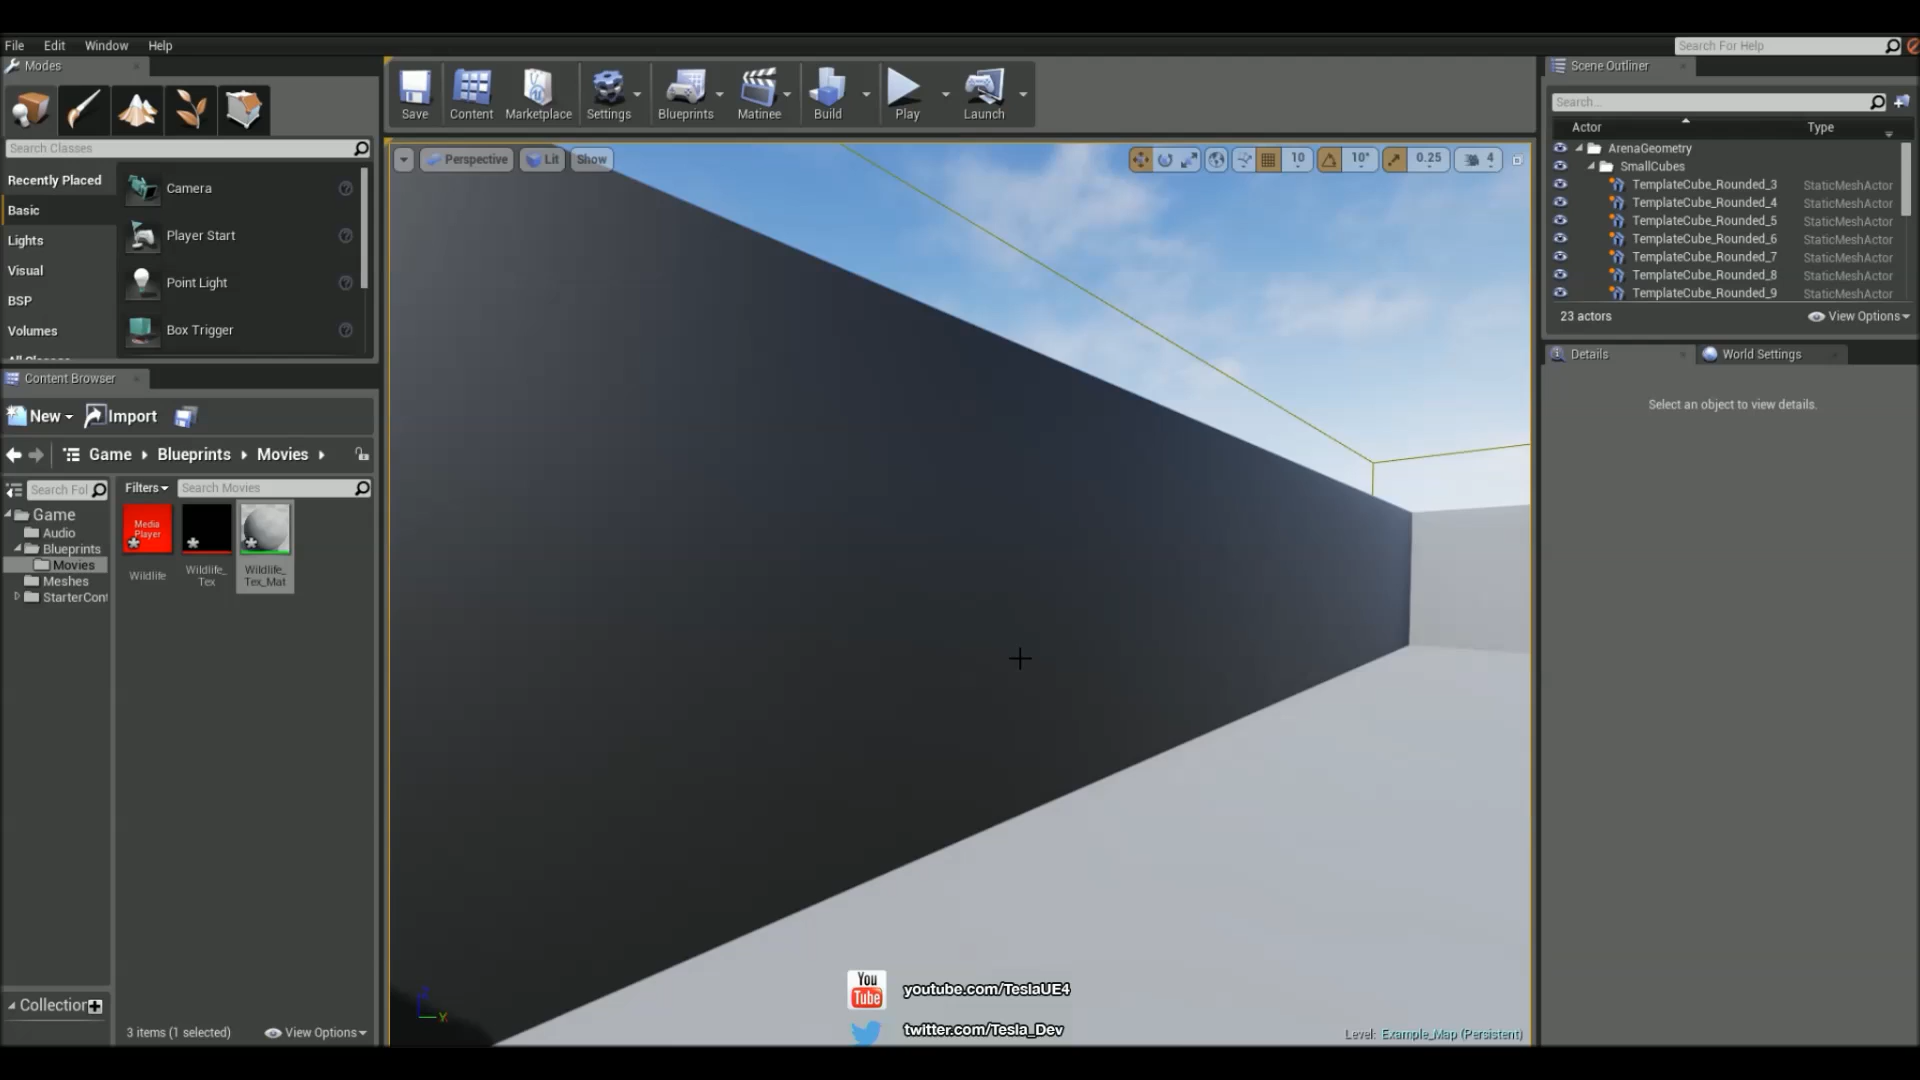 File Edit Window Help
Search For Help
Modes
Save Content Marketplace Settings Blueprints Matinee Build Play Launch
Search Classes
Recently Placed
Basic
Lights
Visual
BSP
Volumes
All Classes
Camera
Player Start
Point Light
Box Trigger
Content Browser
New Import
Game Blueprints Movies
Search Fol
Filters Search Movies
Game
Audio
Blueprints
Movies
Meshes
StarterCont
Media
Player
Wildlife
Wildlife_
Tex
Wildlife_
Tex_Mat
Collection
3 items (1 selected) View Options
Perspective Lit Show
10 10° 0.25 4
You
Tube
youtube.com/TeslaUE4
twitter.com/Tesla_Dev
Level: Example_Map (Persistent)
Scene Outliner
Search...
Actor Type
ArenaGeometry
SmallCubes
TemplateCube_Rounded_3 StaticMeshActor
TemplateCube_Rounded_4 StaticMeshActor
TemplateCube_Rounded_5 StaticMeshActor
TemplateCube_Rounded_6 StaticMeshActor
TemplateCube_Rounded_7 StaticMeshActor
TemplateCube_Rounded_8 StaticMeshActor
TemplateCube_Rounded_9 StaticMeshActor
23 actors View Options
Details World Settings
Select an object to view details.